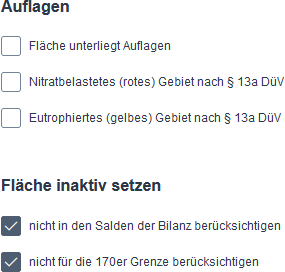 Auflagen
Fläche unterliegt Auflagen
Nitratbelastetes (rotes) Gebiet nach § 13a DüV
Eutrophiertes (gelbes) Gebiet nach § 13a DüV
Fläche inaktiv setzen
nicht in den Salden der Bilanz berücksichtigen
nicht für die 170er Grenze berücksichtigen